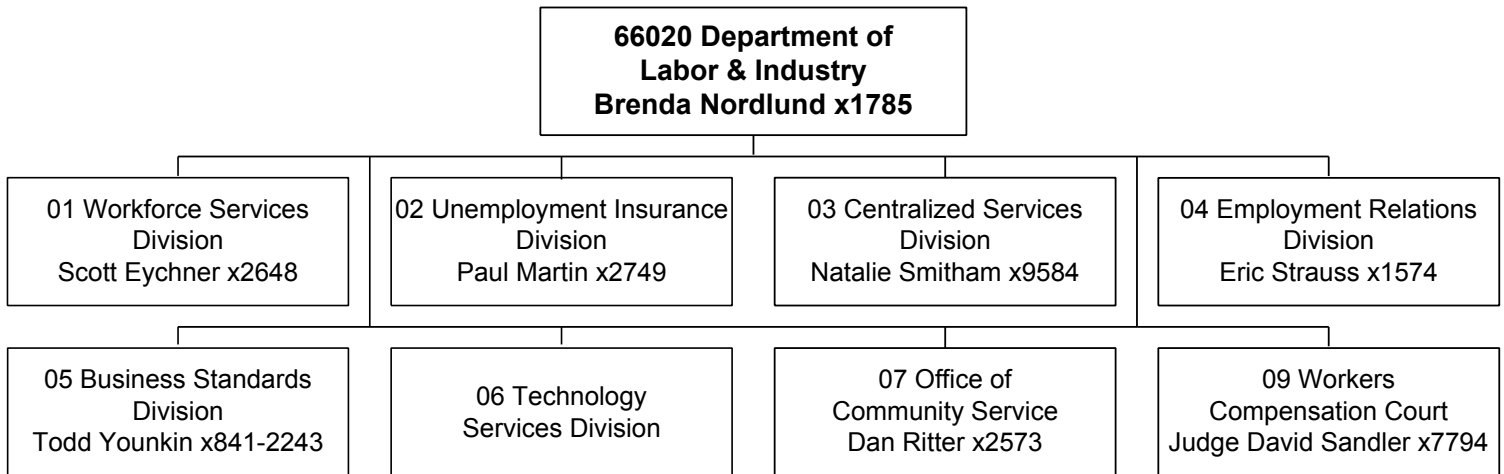 66020 Department of
Labor & Industry
Brenda Nordlund x1785
01 Workforce Services
Division
Scott Eychner x2648
02 Unemployment Insurance
Division
Paul Martin x2749
03 Centralized Services
Division
Natalie Smitham x9584
04 Employment Relations
Division
Eric Strauss x1574
05 Business Standards
Division
Todd Younkin x841-2243
06 Technology
Services Division
07 Office of
Community Service
Dan Ritter x2573
09 Workers
Compensation Court
Judge David Sandler x7794